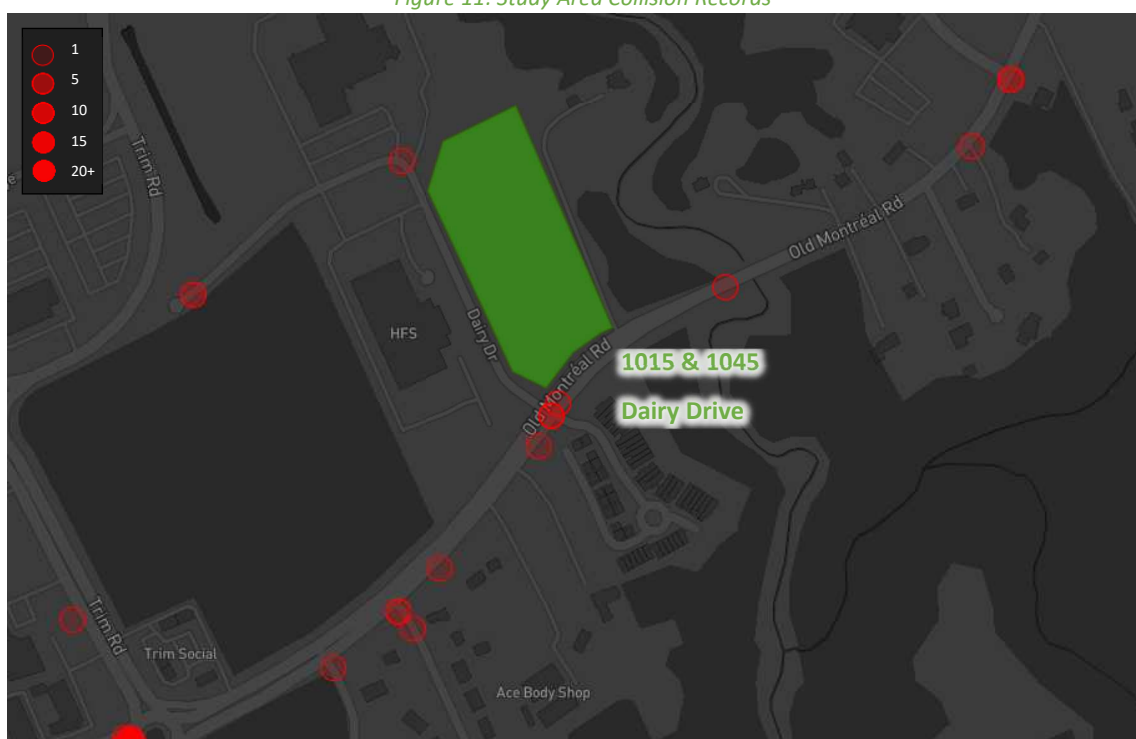 Figure 11: Study Area Collision Records
1
5
10
15
20+
Trim Rd
Old Montréal Rd
Dairy Dr
HFS
Old Montréal Rd
1015 & 1045
Dairy Drive
Trim Rd
Trim Social
Ace Body Shop